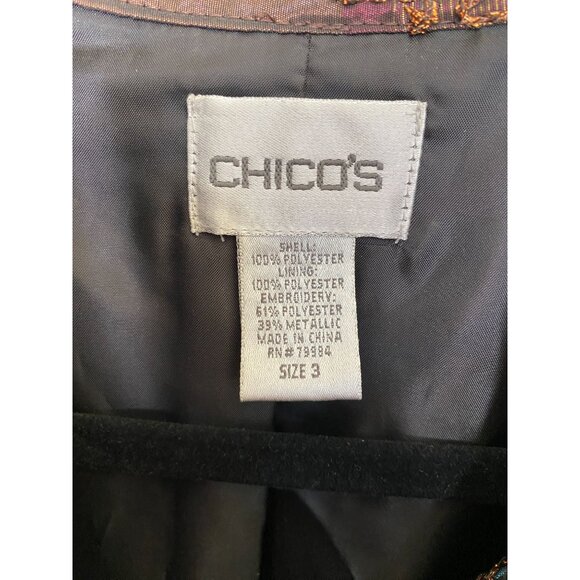 CHICO'S
SHELL:
100% POLYESTER
LINING:
100% POLYESTER
EMBROIDERY:
61% POLYESTER
39% METALLIC
MADE IN CHINA
RN# 79984
SIZE 3